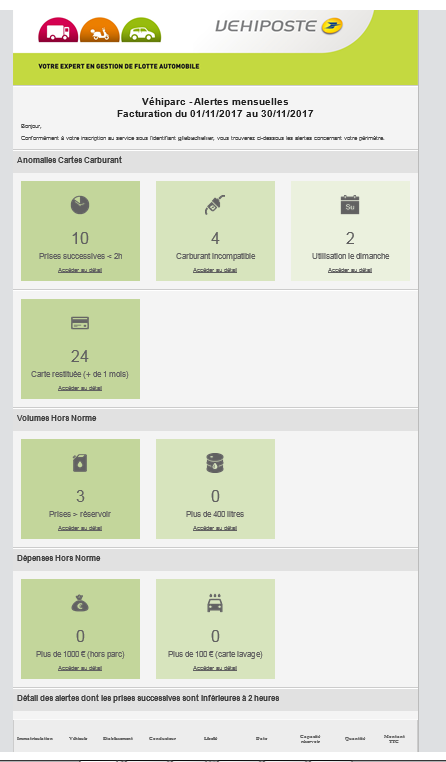 VEHIPOSTE
VOTRE EXPERT EN GESTION DE FLOTTE AUTOMOBILE
Véhiparc - Alertes mensuelles
Facturation du 01/11/2017 au 30/11/2017
Bonjour,
Conformément à votre inscription au service sous l'identifiant, vous trouverez ci-dessous les alertes concernant votre périmètre.
Anomalies Cartes Carburant
Su
10 4 2
Prises successives < 2h Carburant incompatible Utilisation le dimanche
Accéder au détail Accéder au détail Accéder au détail
24
Carte restituée (+ de 1 mois)
Accéder au détail
Volumes Hors Norme
3 0
Prises > réservoir Plus de 400 litres
Accéder au détail Accéder au détail
Dépenses Hors Norme
0 0
Plus de 1000 € (hors parc) Plus de 100 € (carte lavage)
Accéder au détail Accéder au détail
Détail des alertes dont les prises successives sont inférieures à 2 heures
Immatriculation Véhicule Etablissement Conducteur Libellé Date Capacité réservoir Quantité Montant TTC